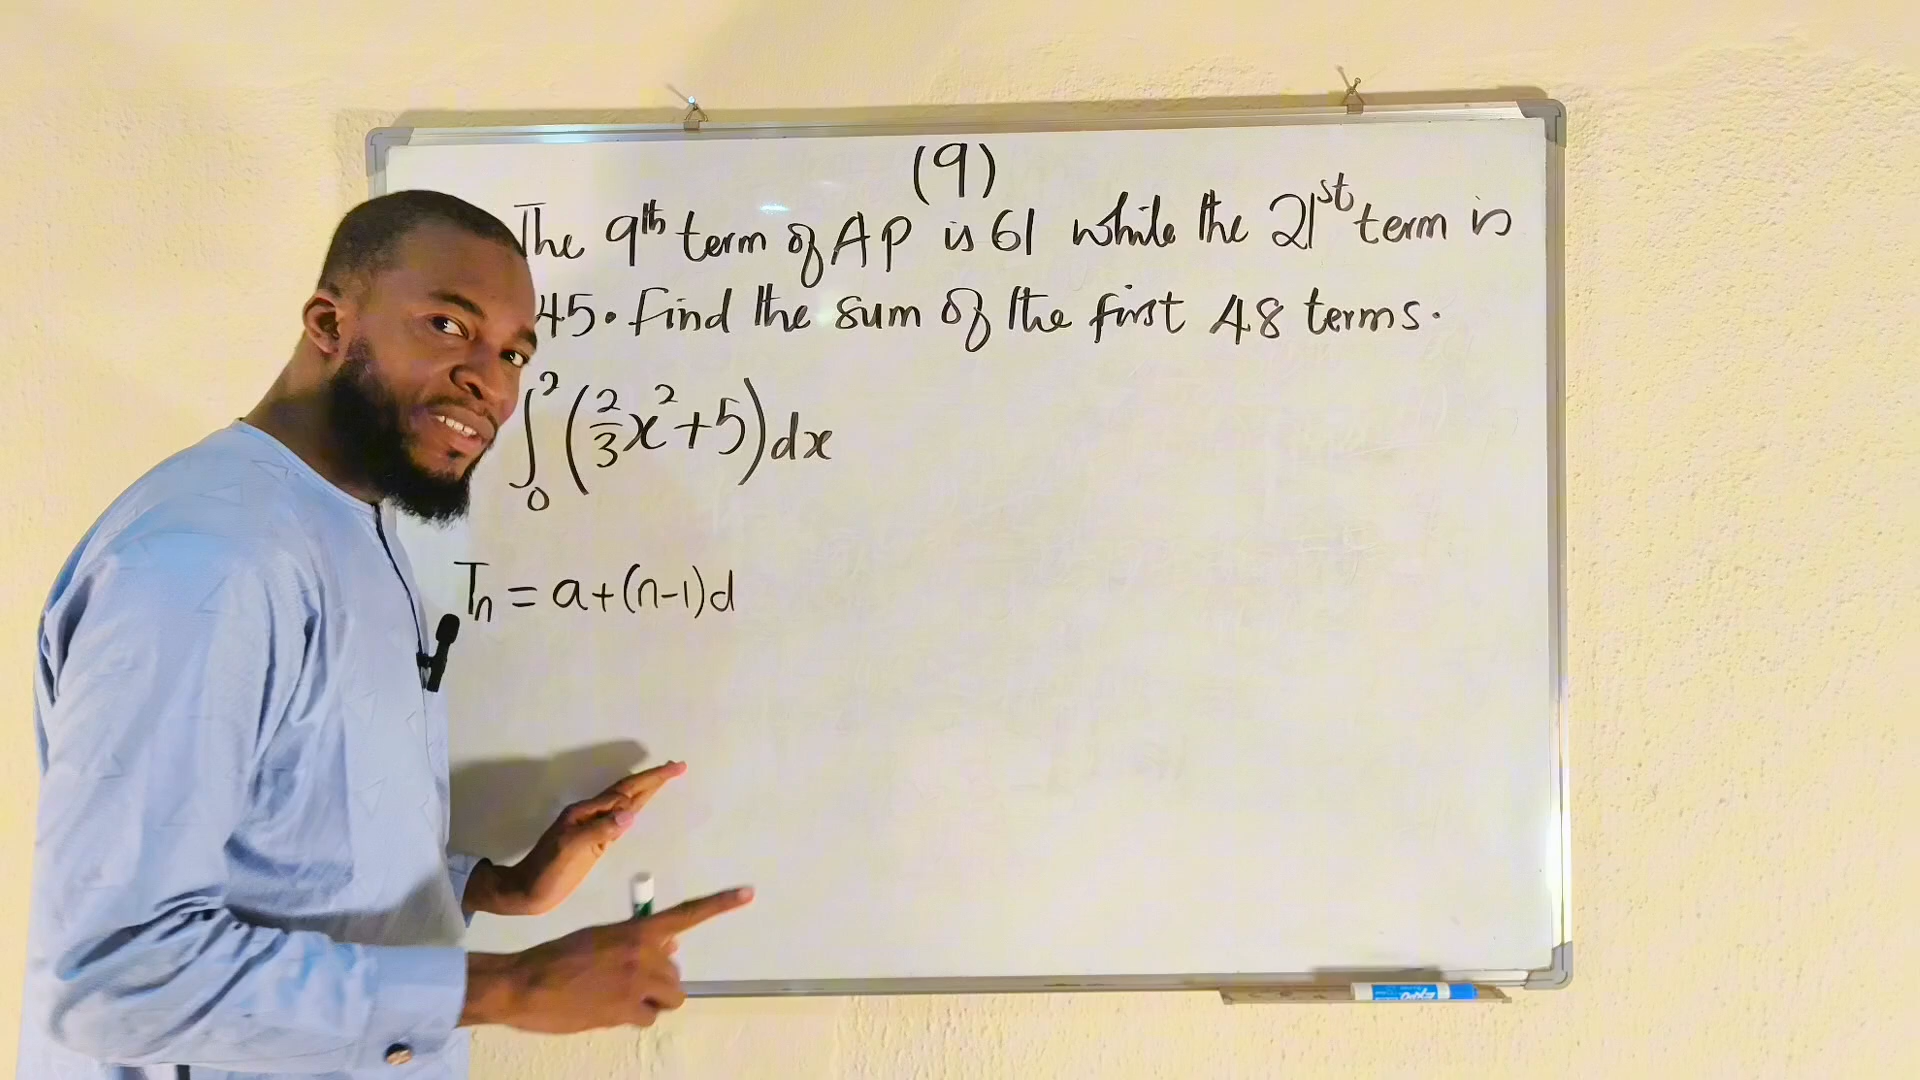 (9)
The 9th term of AP is 61 while the 21st term is
45. Find the sum of the first 48 terms.
∫₀² (2/3 x² + 5) dx
Tₙ = a + (n-1)d
EXPO